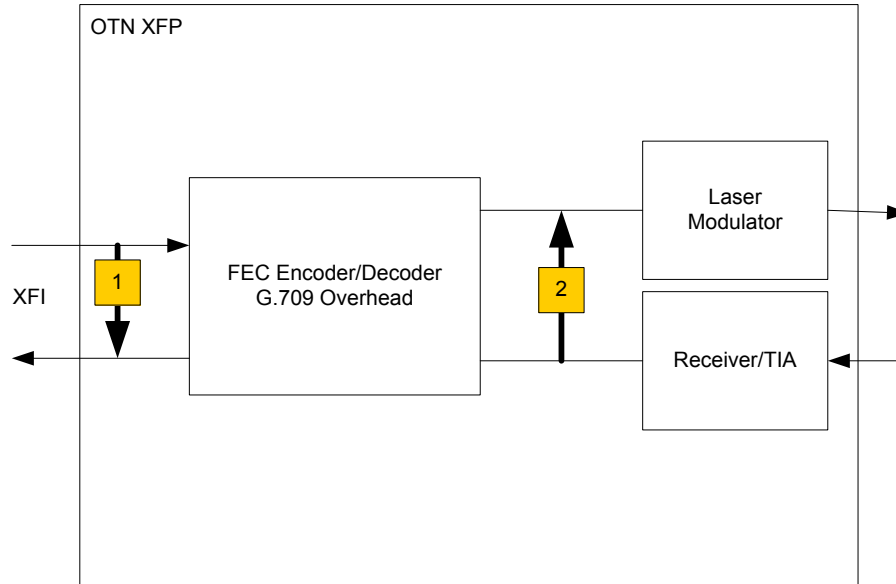 OTN XFP
Laser
Modulator
FEC Encoder/Decoder
G.709 Overhead
1
2
XFI
Receiver/TIA